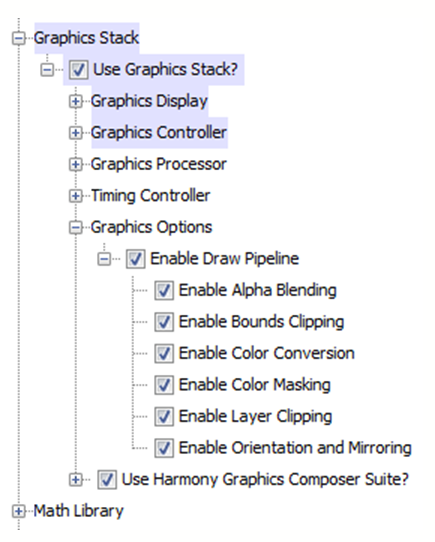 Graphics Stack
Use Graphics Stack?
Graphics Display
Graphics Controller
Graphics Processor
Timing Controller
Graphics Options
Enable Draw Pipeline
Enable Alpha Blending
Enable Bounds Clipping
Enable Color Conversion
Enable Color Masking
Enable Layer Clipping
Enable Orientation and Mirroring
Use Harmony Graphics Composer Suite?
Math Library